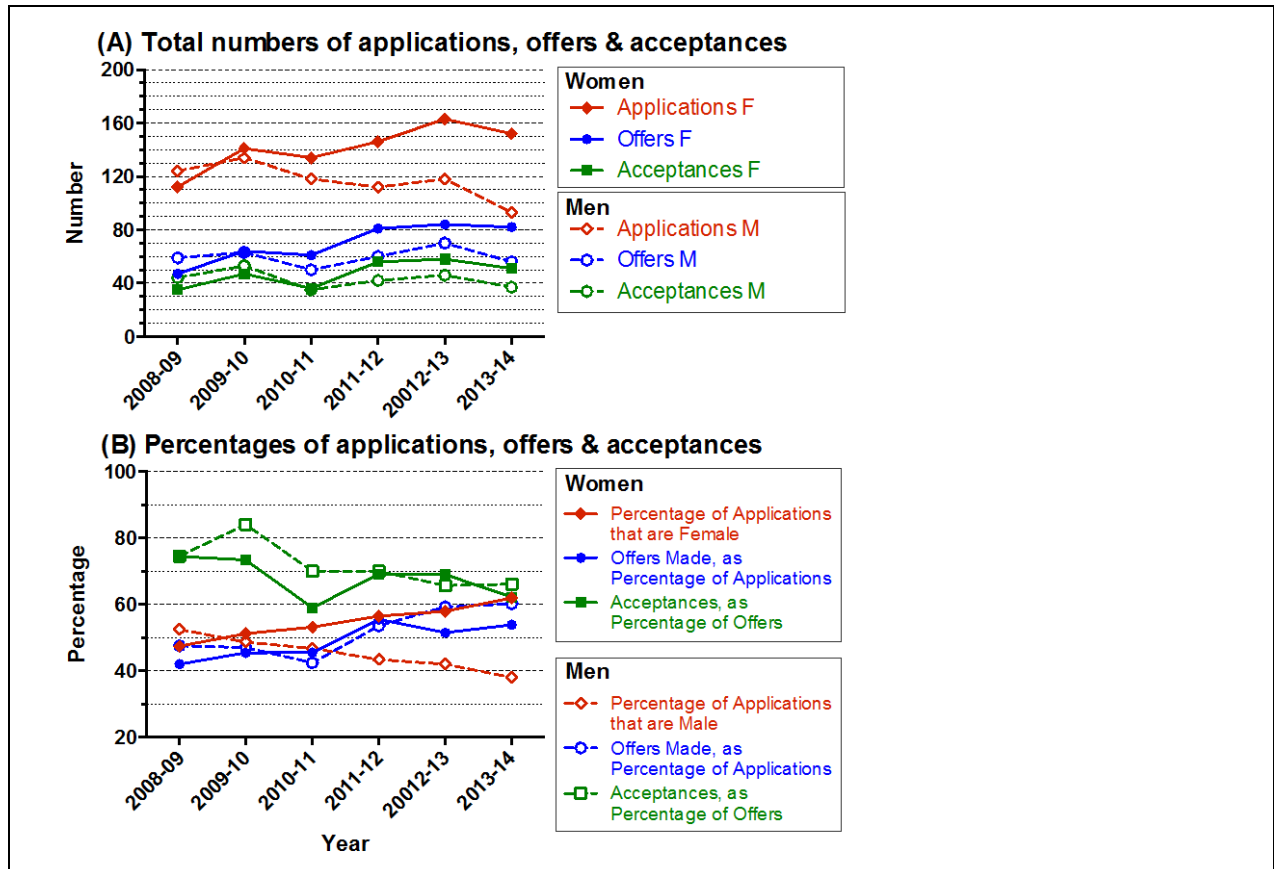 (A) Total numbers of applications, offers & acceptances
200
160
120
80
40
0
Number
2008-09
2009-10
2010-11
2011-12
20012-13
2013-14
Women
Applications F
Offers F
Acceptances F
Men
Applications M
Offers M
Acceptances M
(B) Percentages of applications, offers & acceptances
100
80
60
40
20
Percentage
2008-09
2009-10
2010-11
2011-12
20012-13
2013-14
Year
Women
Percentage of Applications
that are Female
Offers Made, as
Percentage of Applications
Acceptances, as
Percentage of Offers
Men
Percentage of Applications
that are Male
Offers Made, as
Percentage of Applications
Acceptances, as
Percentage of Offers